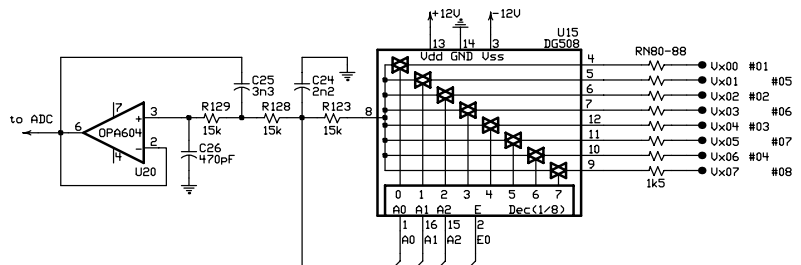 +12V
-12V
U15
DG508
13
14
3
Vdd
GND
Vss
RN80-88
4
Vx00
#01
5
Vx01
#05
6
Vx02
#02
7
Vx03
#06
12
Vx04
#03
11
Vx05
#07
10
Vx06
#04
9
Vx07
#08
1k5
C25
3n3
C24
2n2
to ADC
6
7
OPA604
4
3
+
-
2
U20
R129
15k
R128
15k
R123
15k
8
C26
470pF
0 1 2 3 4 5 6 7
A0 A1 A2 E Dec(1/8)
1 16 15 2
A0 A1 A2 E0